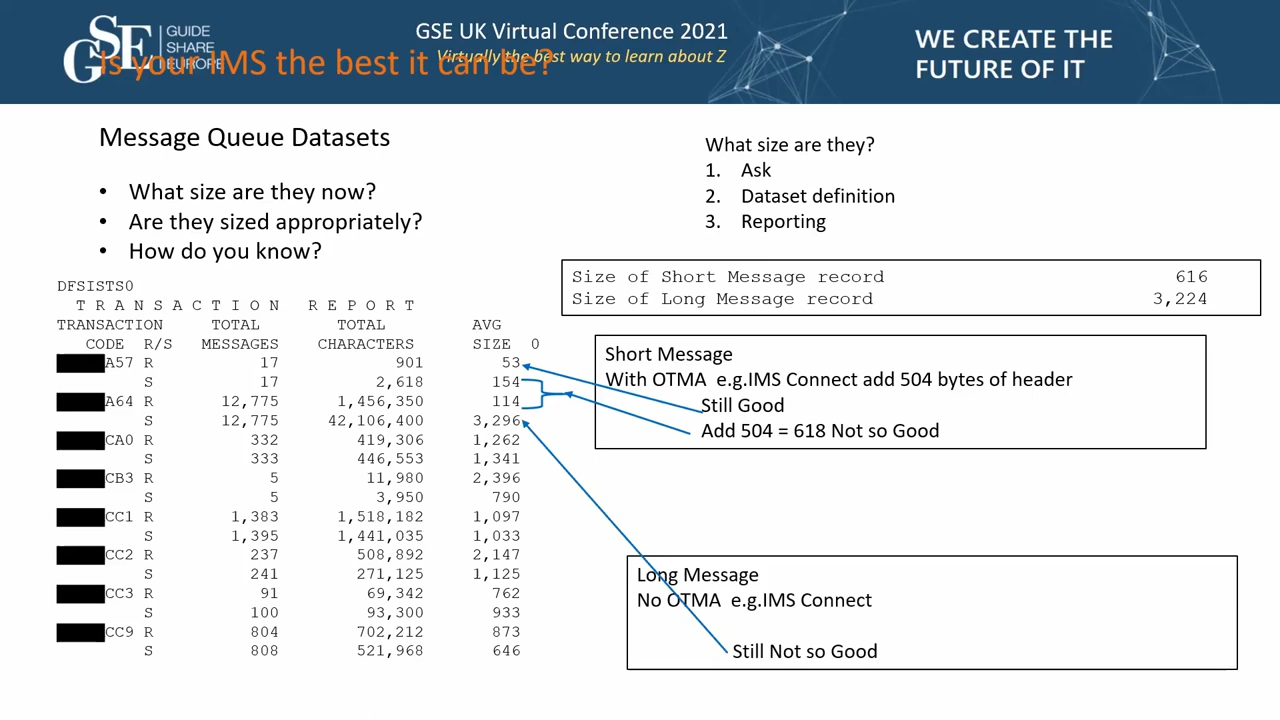 GSE
GUIDE
SHARE
EUROPE
GSE UK Virtual Conference 2021
Virtually the best way to learn about Z
WE CREATE THE
FUTURE OF IT
Is your IMS the best it can be?
Message Queue Datasets
• What size are they now?
• Are they sized appropriately?
• How do you know?
What size are they?
1. Ask
2. Dataset definition
3. Reporting
Size of Short Message record 616
Size of Long Message record 3,224
DFSISTS0
T R A N S A C T I O N   R E P O R T
TRANSACTION TOTAL TOTAL AVG
CODE R/S MESSAGES CHARACTERS SIZE 0
A57 R 17 901 53
S 17 2,618 154
A64 R 12,775 1,456,350 114
S 12,775 42,106,400 3,296
CA0 R 332 419,306 1,262
S 333 446,553 1,341
CB3 R 5 11,980 2,396
S 5 3,950 790
CC1 R 1,383 1,518,182 1,097
S 1,395 1,441,035 1,033
CC2 R 237 508,892 2,147
S 241 271,125 1,125
CC3 R 91 69,342 762
S 100 93,300 933
CC9 R 804 702,212 873
S 808 521,968 646
Short Message
With OTMA e.g.IMS Connect add 504 bytes of header
Still Good
Add 504 = 618 Not so Good
Long Message
No OTMA e.g.IMS Connect
Still Not so Good